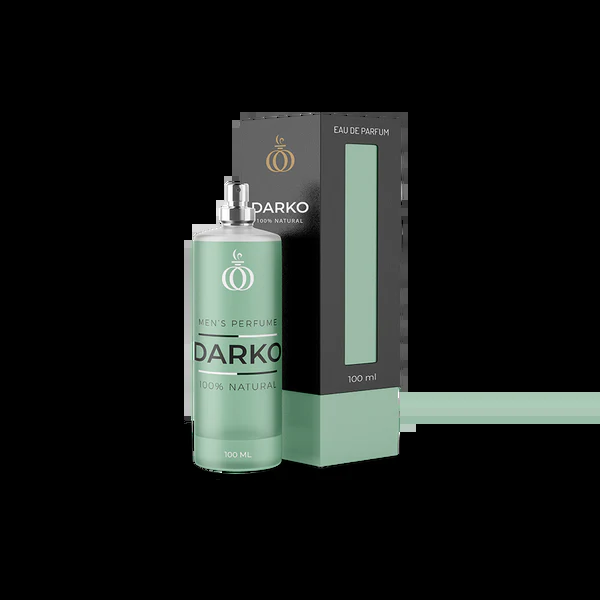 EAU DE PARFUM
DARKO
100% NATURAL
100 ml
MEN'S PERFUME
DARKO
100% NATURAL
100 ML